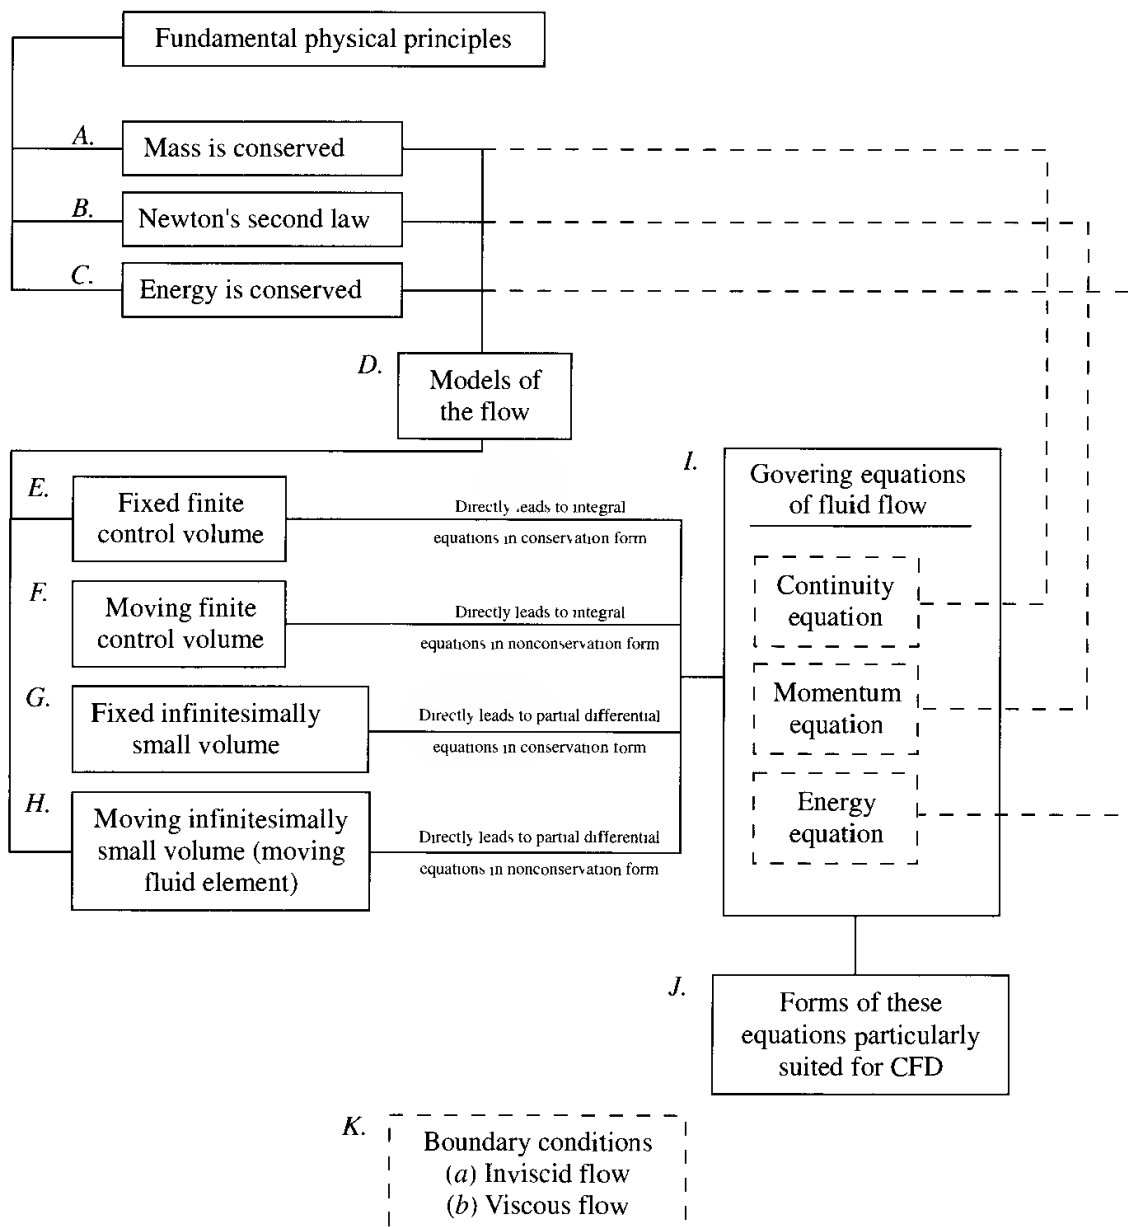 Fundamental physical principles
A.
Mass is conserved
B.
Newton's second law
C.
Energy is conserved
D.
Models of
the flow
E.
Fixed finite
control volume
Directly leads to integral
equations in conservation form
F.
Moving finite
control volume
Directly leads to integral
equations in nonconservation form
G.
Fixed infinitesimally
small volume
Directly leads to partial differential
equations in conservation form
H.
Moving infinitesimally
small volume (moving
fluid element)
Directly leads to partial differential
equations in nonconservation form
I.
Govering equations
of fluid flow
Continuity
equation
Momentum
equation
Energy
equation
J.
Forms of these
equations particularly
suited for CFD
K.
Boundary conditions
(a) Inviscid flow
(b) Viscous flow